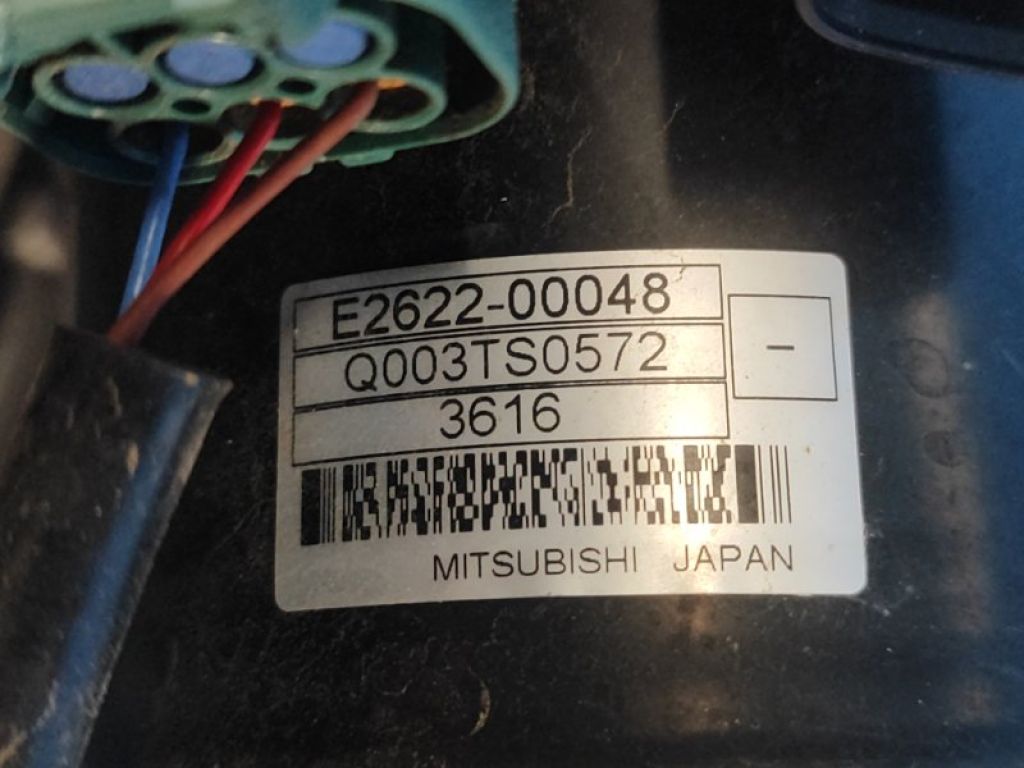 E2622-00048
Q003TS0572
-
3616
MITSUBISHI JAPAN